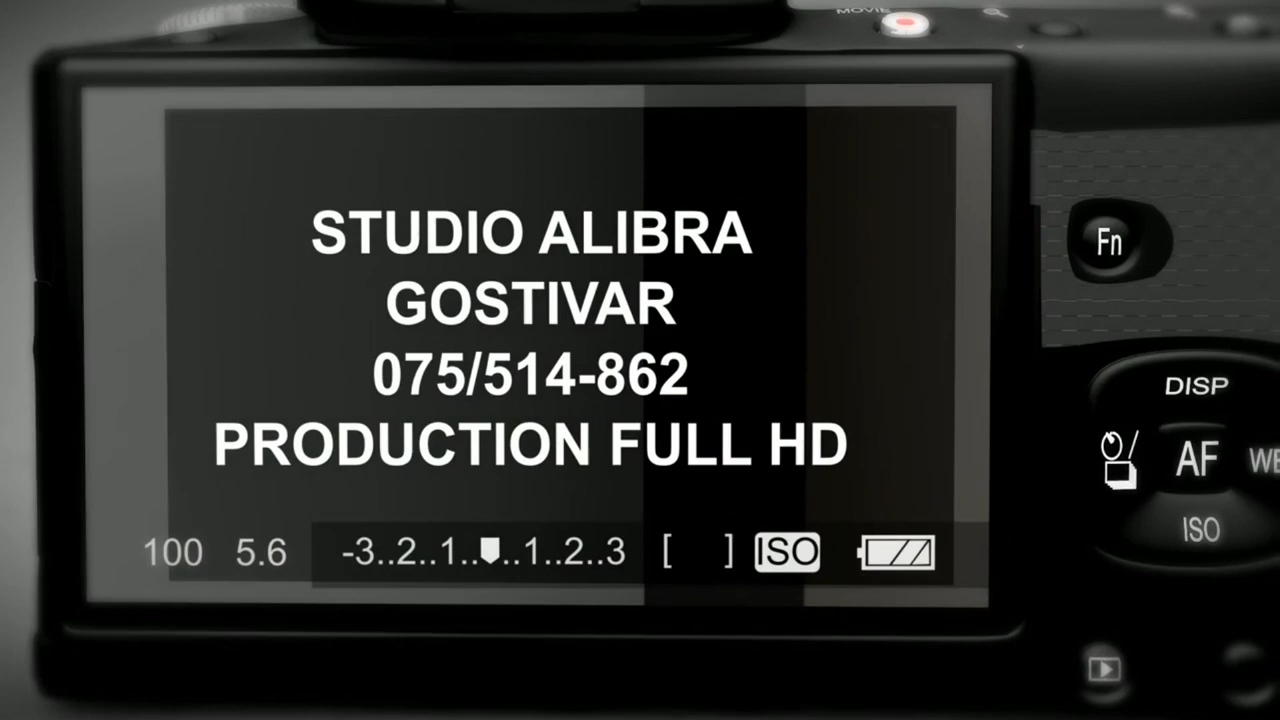 MOVIE
STUDIO ALIBRA
GOSTIVAR
075/514-862
PRODUCTION FULL HD
100 5.6 -3..2..1.. ..1..2..3 [ ] ISO
Fn
DISP
AF
ISO